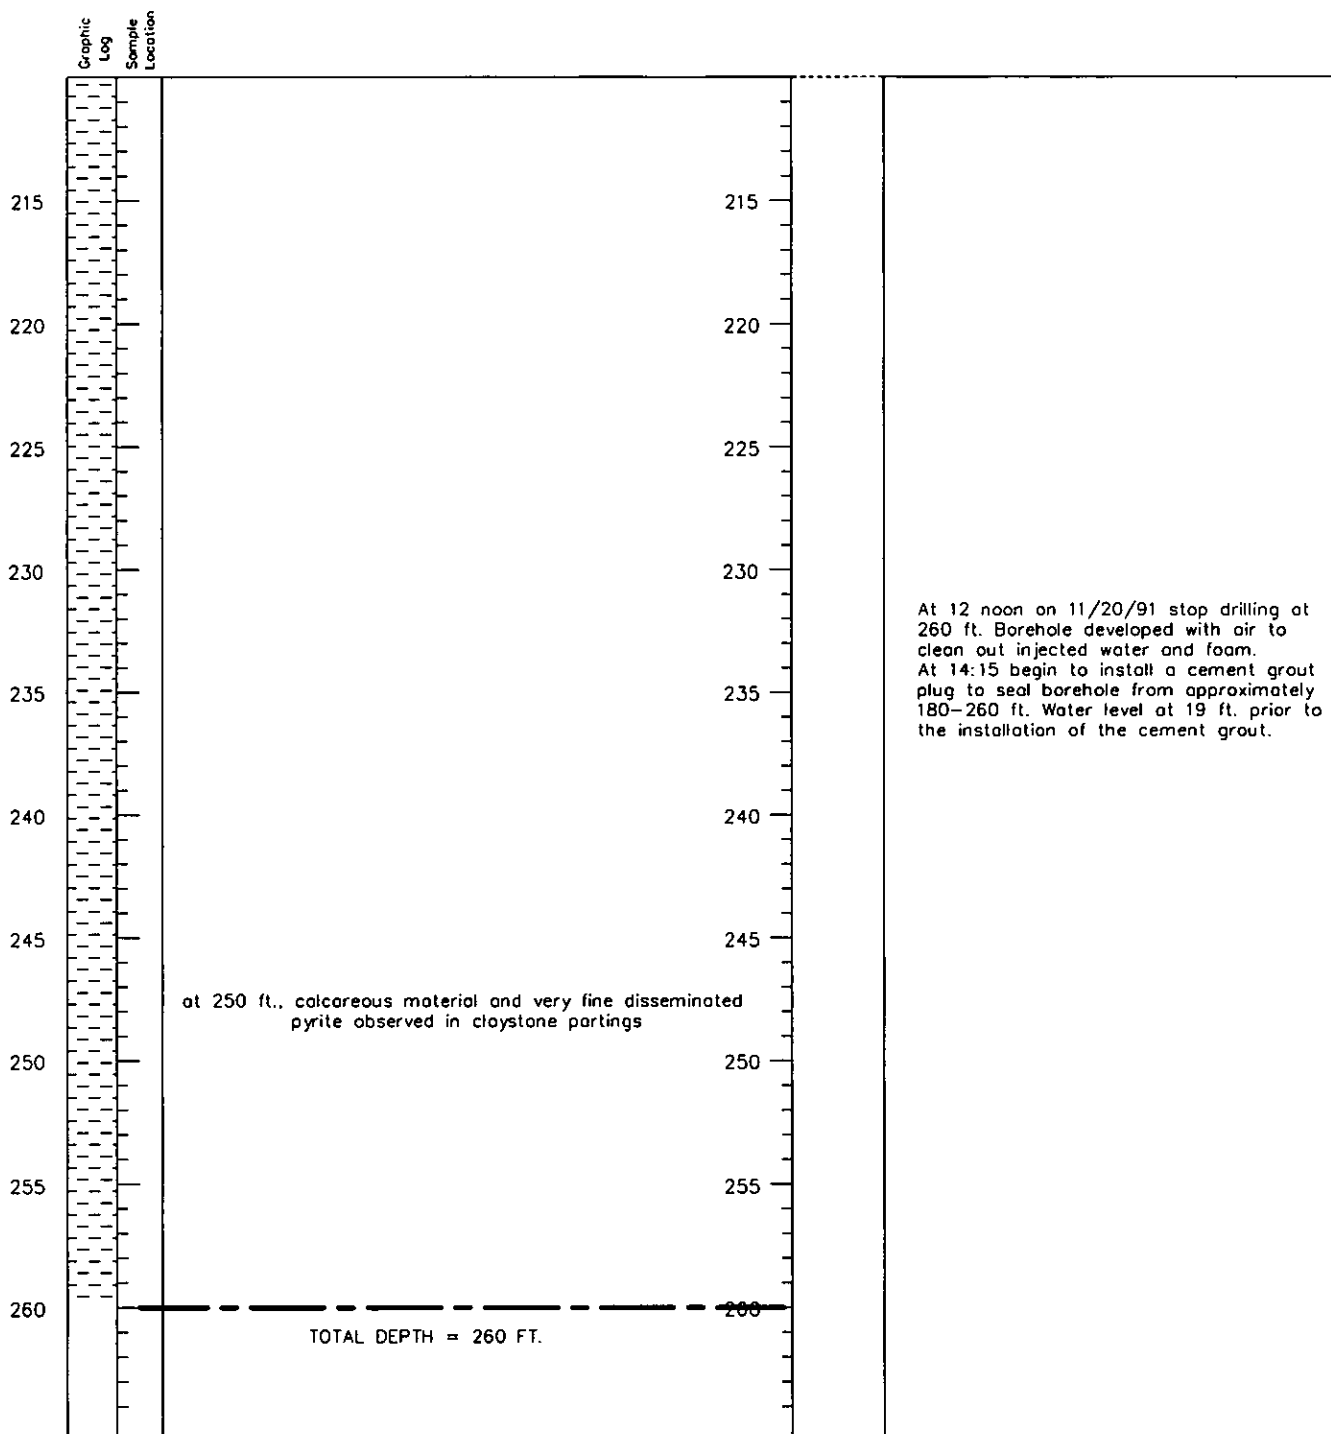 Graphic
Log
Sample
Location
215
215
220
220
225
225
230
230
At 12 noon on 11/20/91 stop drilling at
260 ft. Borehole developed with air to
clean out injected water and foam.
At 14:15 begin to install a cement grout
plug to seal borehole from approximately
180-260 ft. Water level at 19 ft. prior to
the installation of the cement grout.
235
235
240
240
245
245
at 250 ft., calcareous material and very fine disseminated
pyrite observed in claystone partings
250
250
255
255
260
260
TOTAL DEPTH = 260 FT.